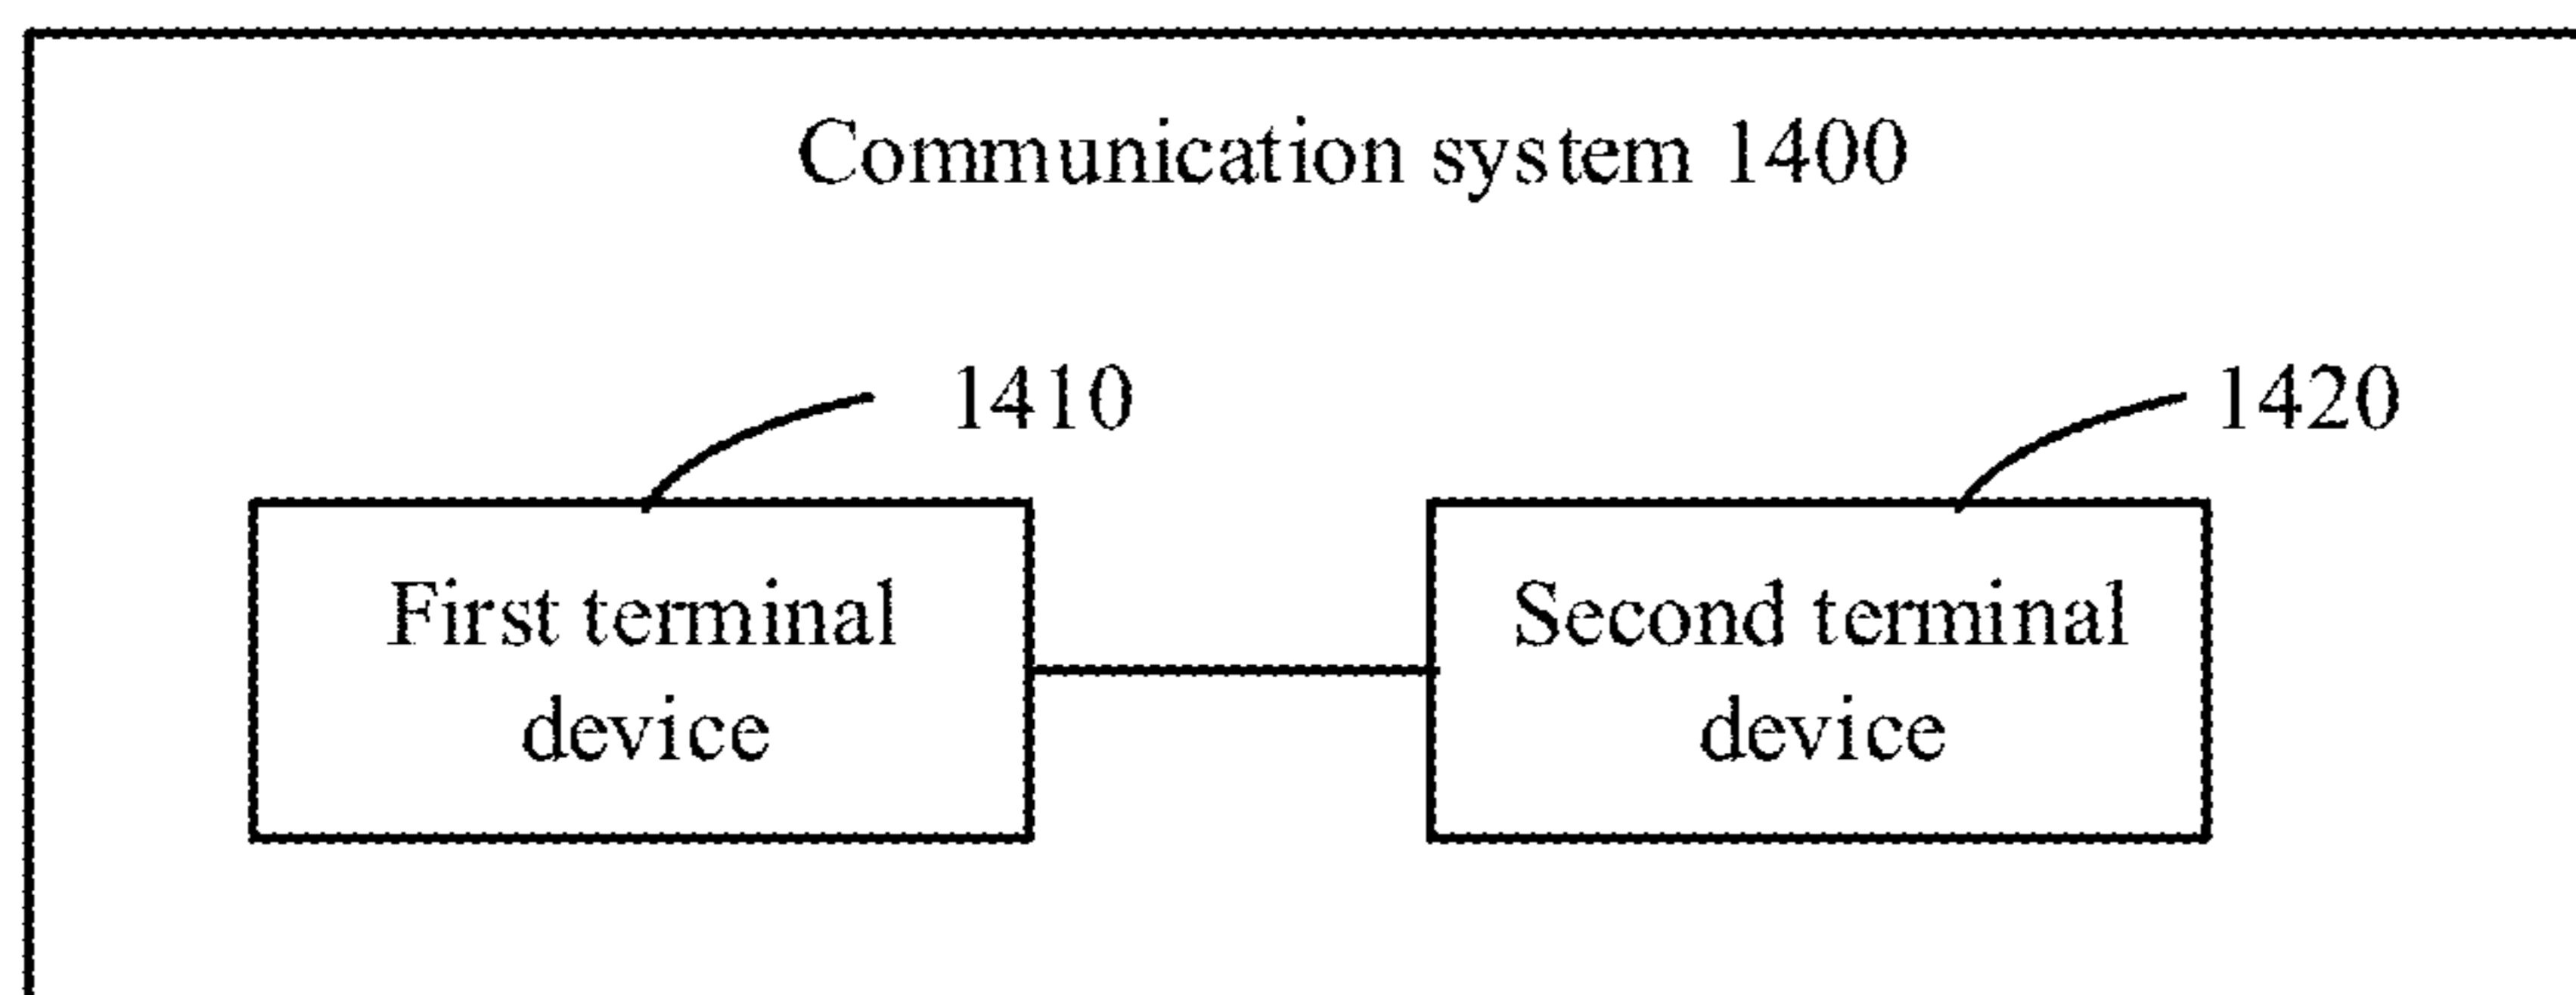 Communication system 1400
1410
1420
First terminal
device
Second terminal
device